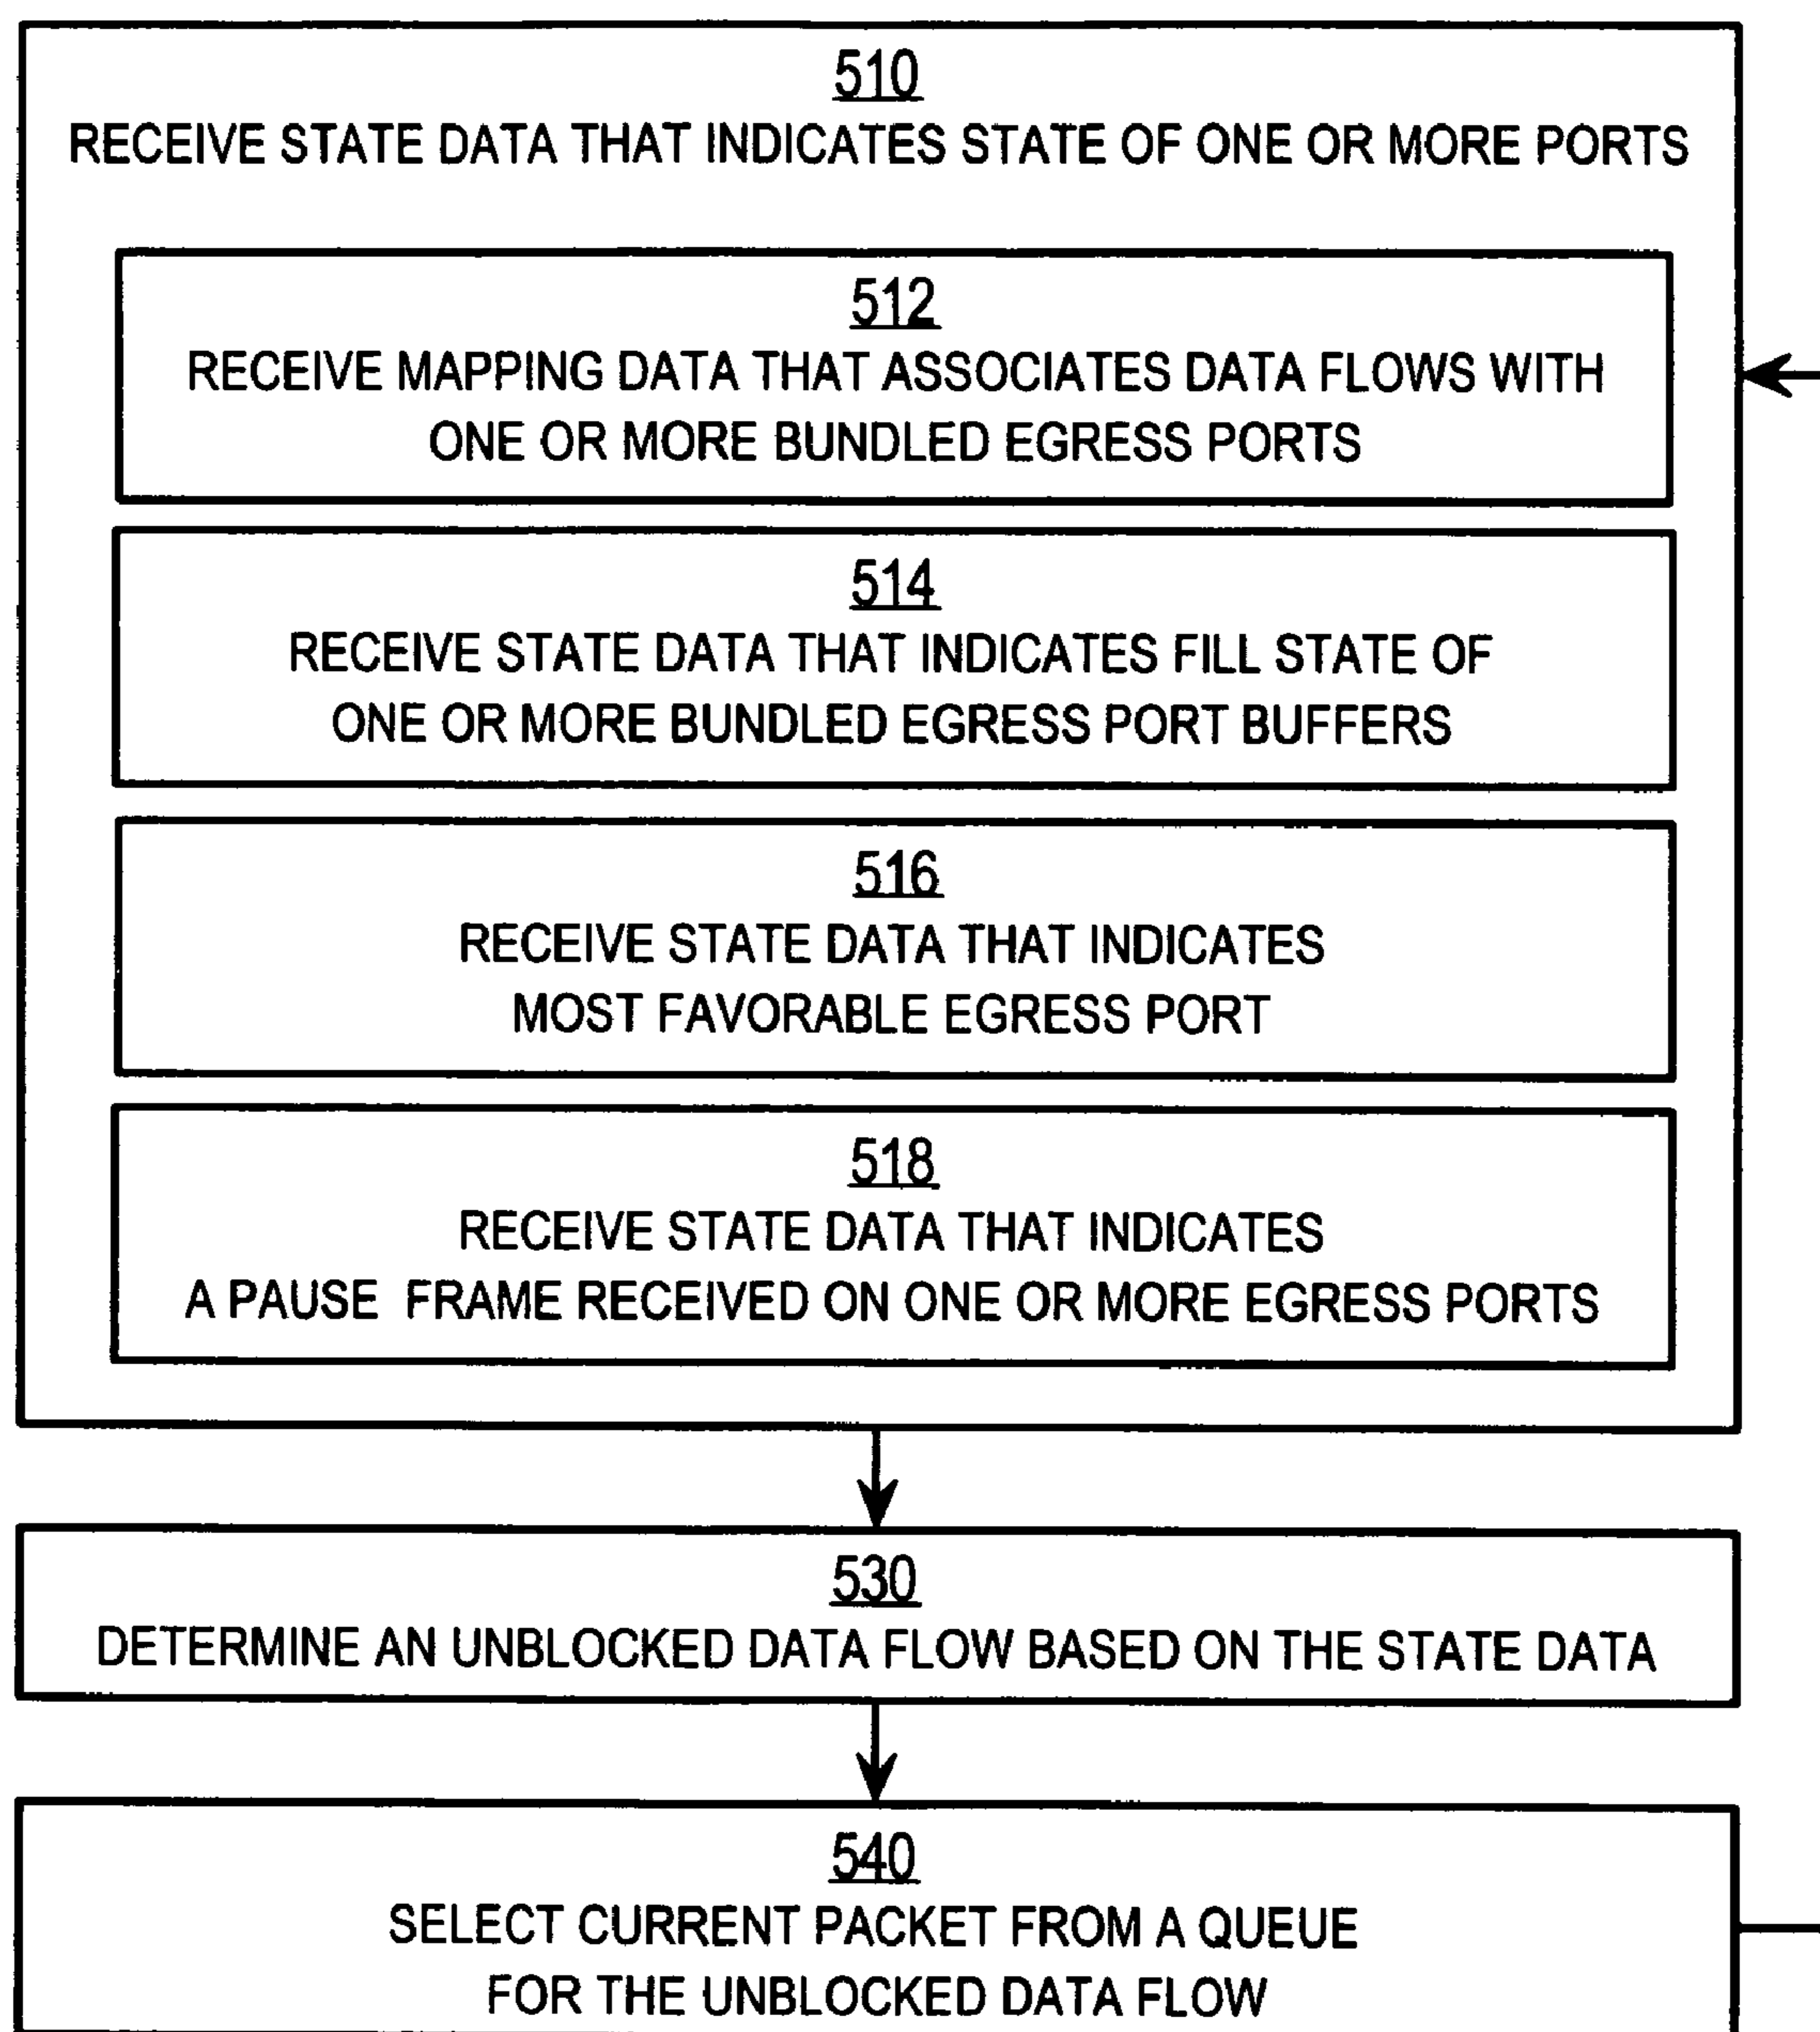 510
RECEIVE STATE DATA THAT INDICATES STATE OF ONE OR MORE PORTS
512
RECEIVE MAPPING DATA THAT ASSOCIATES DATA FLOWS WITH
ONE OR MORE BUNDLED EGRESS PORTS
514
RECEIVE STATE DATA THAT INDICATES FILL STATE OF
ONE OR MORE BUNDLED EGRESS PORT BUFFERS
516
RECEIVE STATE DATA THAT INDICATES
MOST FAVORABLE EGRESS PORT
518
RECEIVE STATE DATA THAT INDICATES
A PAUSE FRAME RECEIVED ON ONE OR MORE EGRESS PORTS
530
DETERMINE AN UNBLOCKED DATA FLOW BASED ON THE STATE DATA
540
SELECT CURRENT PACKET FROM A QUEUE
FOR THE UNBLOCKED DATA FLOW